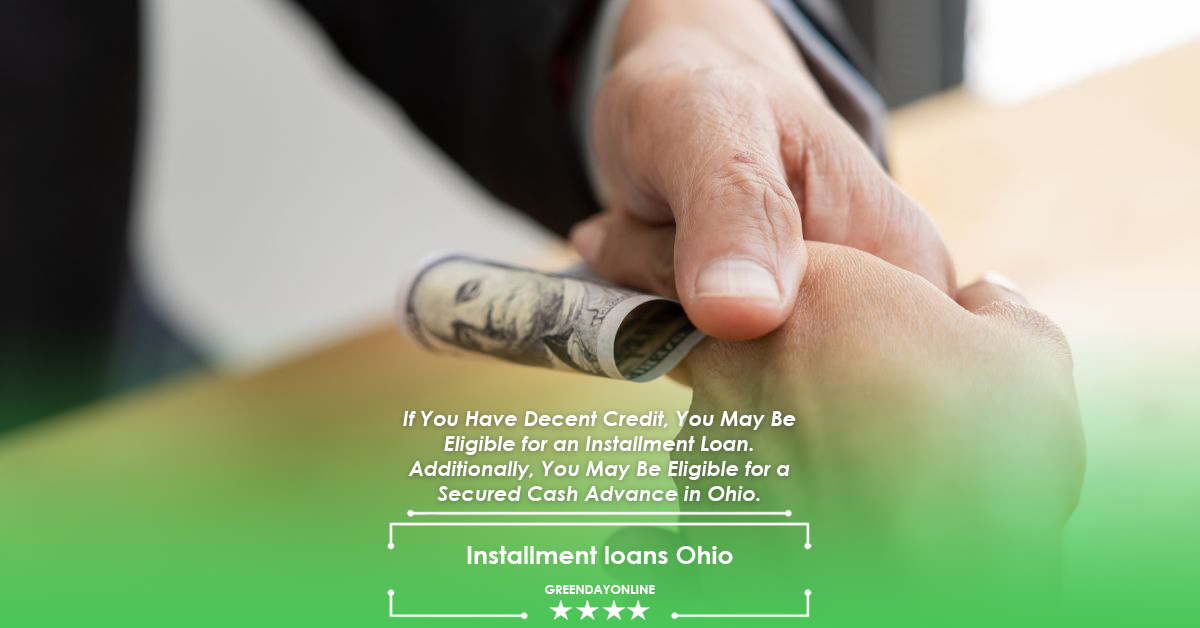 If You Have Decent Credit, You May Be
Eligible for an Installment Loan.
Additionally, You May Be Eligible for a
Secured Cash Advance in Ohio.
Installment loans Ohio
GREENDAYONLINE